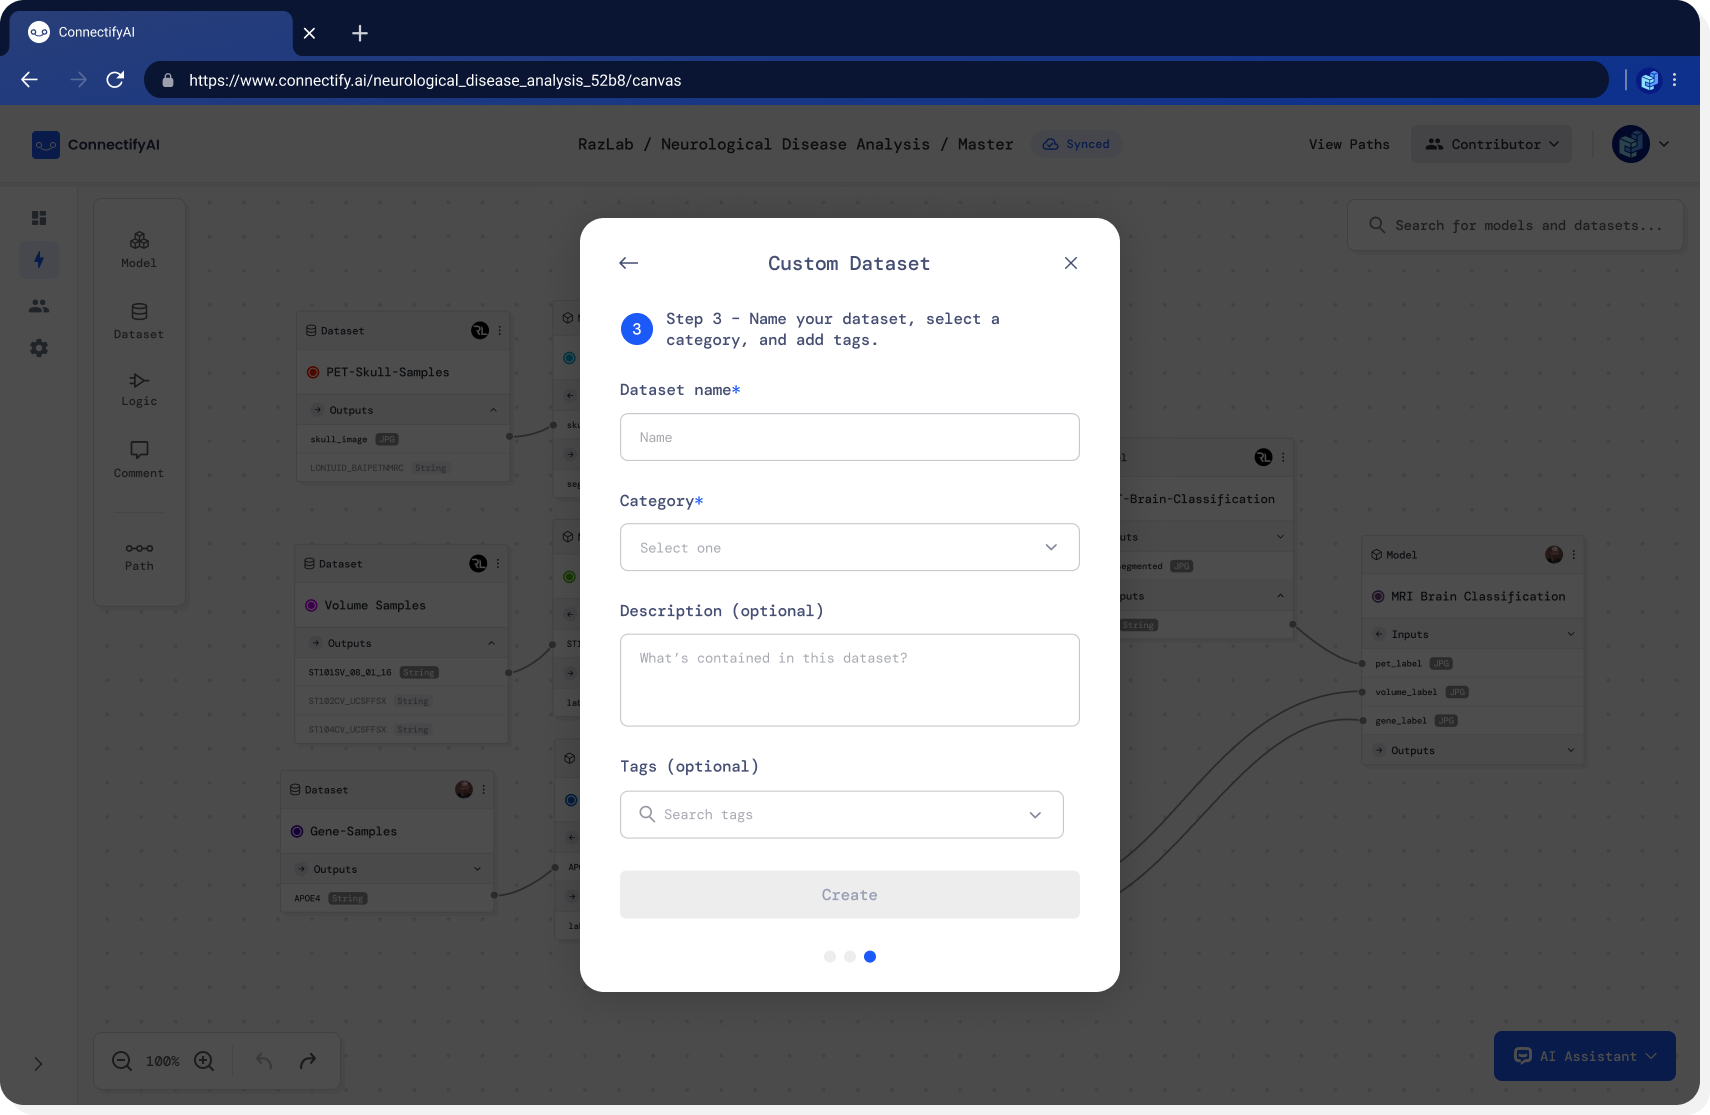 ConnectifyAI
https://www.connectify.ai/neurological_disease_analysis_52b8/canvas
ConnectifyAI
RazLab / Neurological Disease Analysis / Master
Synced
View Paths
Contributor
Search for models and datasets...
Model
Dataset
Logic
Comment
Path
Dataset
RL
PET-Skull-Samples
Outputs
skull_image JPG
LONIUID_BAIPETNMRC String
Dataset
RL
Volume Samples
Outputs
ST101SV_08_01_16 String
ST102CV_UCSFFSX String
ST104CV_UCSFFSX String
Dataset
Gene-Samples
Outputs
APOE4 String
Custom Dataset
3
Step 3 – Name your dataset, select a
category, and add tags.
Dataset name*
Name
Category*
Select one
Description (optional)
What's contained in this dataset?
Tags (optional)
Search tags
Create
RL
-Brain-Classification
egmented JPG
String
Model
MRI Brain Classification
Inputs
pet_label JPG
volume_label JPG
gene_label JPG
Outputs
100%
AI Assistant